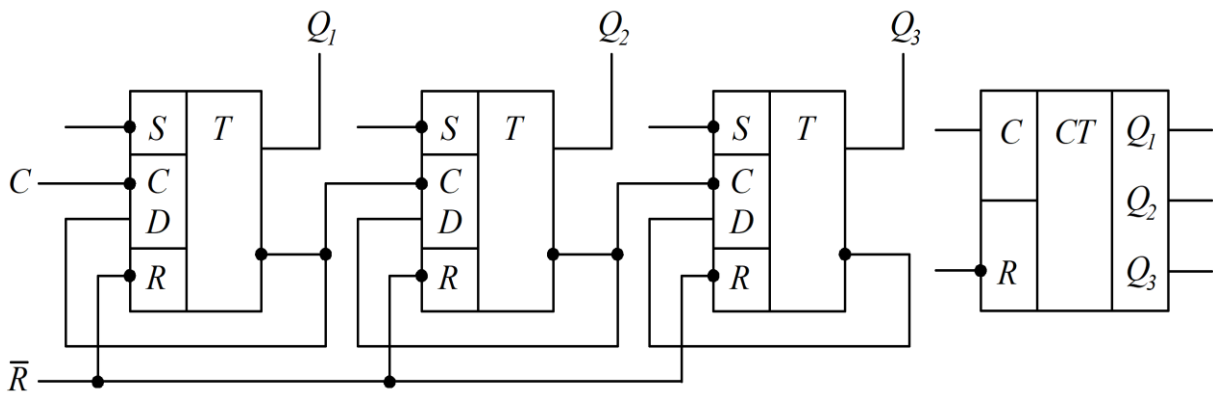 Q₁ Q₂ Q₃
S T S T S T C CT Q₁
C C C C
D D D Q₂
R R R R Q₃
R̅